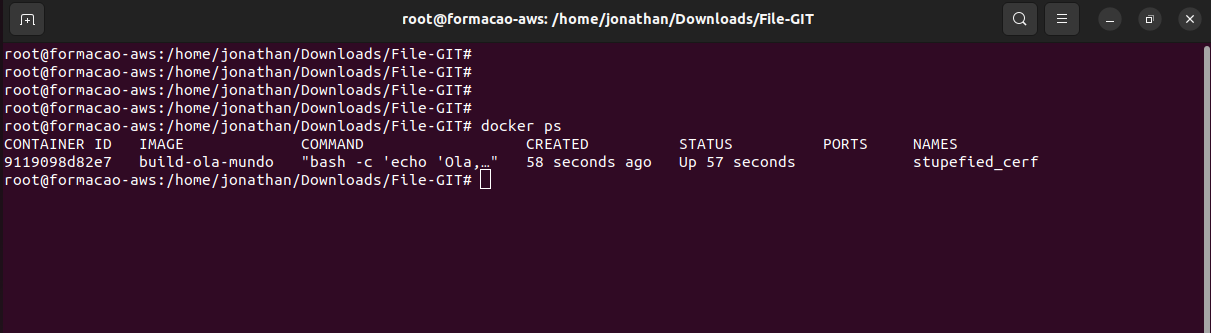 root@formacao-aws: /home/jonathan/Downloads/File-GIT
root@formacao-aws:/home/jonathan/Downloads/File-GIT#
root@formacao-aws:/home/jonathan/Downloads/File-GIT#
root@formacao-aws:/home/jonathan/Downloads/File-GIT#
root@formacao-aws:/home/jonathan/Downloads/File-GIT#
root@formacao-aws:/home/jonathan/Downloads/File-GIT# docker ps
CONTAINER ID   IMAGE             COMMAND                  CREATED          STATUS          PORTS     NAMES
9119098d82e7   build-ola-mundo   "bash -c 'echo 'Ola,…"   58 seconds ago   Up 57 seconds             stupefied_cerf
root@formacao-aws:/home/jonathan/Downloads/File-GIT#